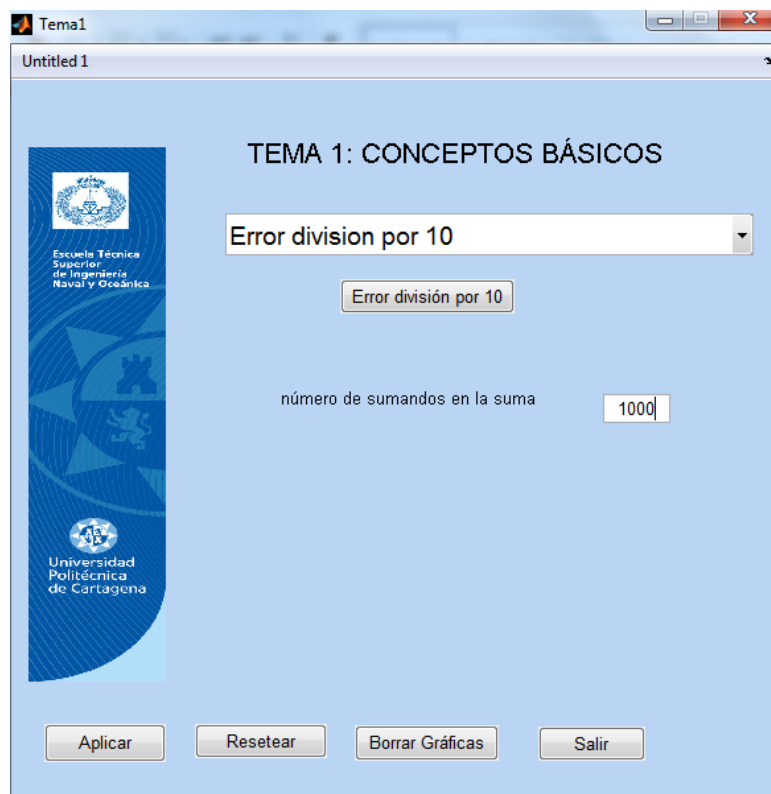 Tema1
Untitled 1
TEMA 1: CONCEPTOS BÁSICOS
Escuela Técnica
Superior
de Ingeniería
Naval y Oceánica
Error division por 10
Error división por 10
número de sumandos en la suma
1000
Universidad
Politécnica
de Cartagena
Aplicar
Resetear
Borrar Gráficas
Salir